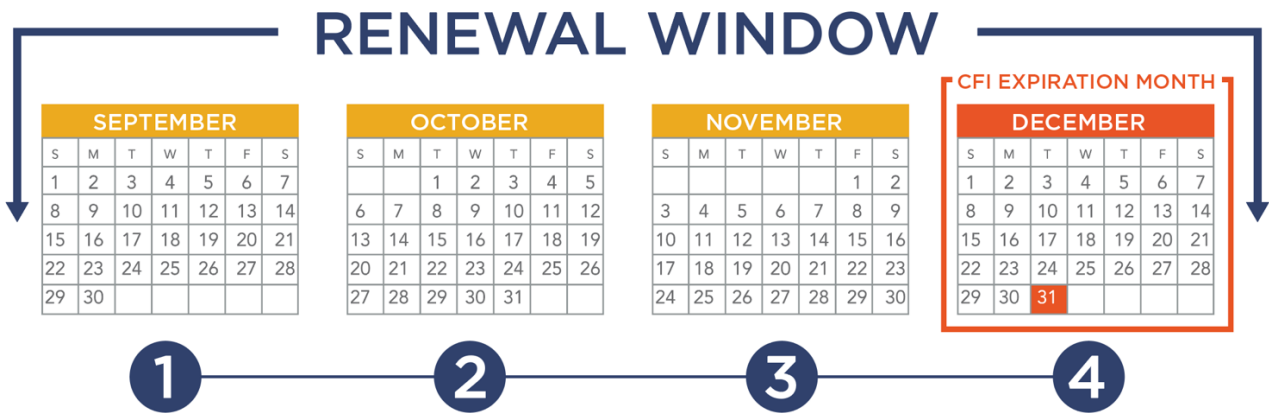 RENEWAL WINDOW
CFI EXPIRATION MONTH
SEPTEMBER
S M T W T F S
1 2 3 4 5 6 7
8 9 10 11 12 13 14
15 16 17 18 19 20 21
22 23 24 25 26 27 28
29 30
OCTOBER
S M T W T F S
1 2 3 4 5
6 7 8 9 10 11 12
13 14 15 16 17 18 19
20 21 22 23 24 25 26
27 28 29 30 31
NOVEMBER
S M T W T F S
1 2
3 4 5 6 7 8 9
10 11 12 13 14 15 16
17 18 19 20 21 22 23
24 25 26 27 28 29 30
DECEMBER
S M T W T F S
1 2 3 4 5 6 7
8 9 10 11 12 13 14
15 16 17 18 19 20 21
22 23 24 25 26 27 28
29 30 31
1 2 3 4